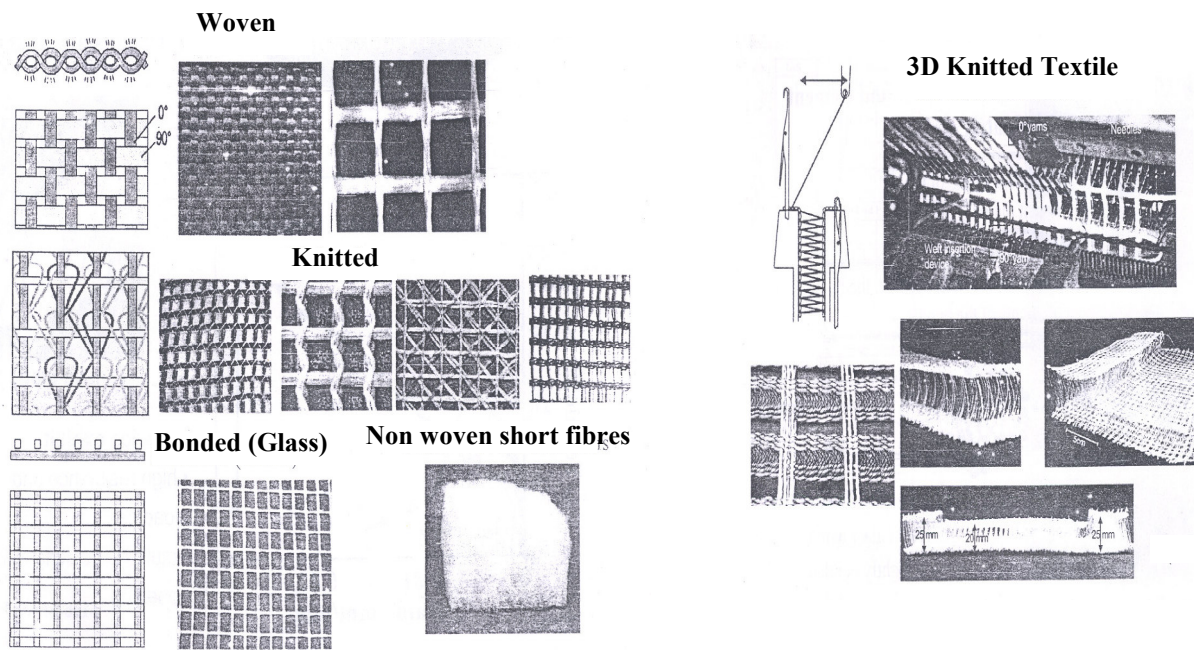 Woven
0°
90°
Knitted
Bonded (Glass)
Non woven short fibres
3D Knitted Textile
0°yarns
Needles
Weft insertion
device
90°yarn
5cm
25 mm
20 mm
25 mm